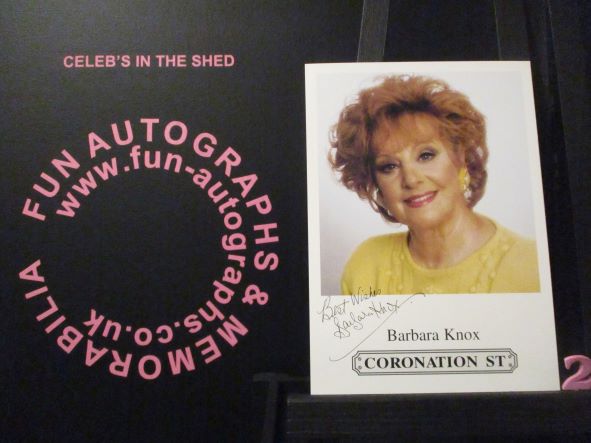 CELEB'S IN THE SHED
FUN AUTOGRAPHS & MEMORABILIA
www.fun-autographs.co.uk
Best Wishes
Barbara Knox
Barbara Knox
CORONATION ST
2